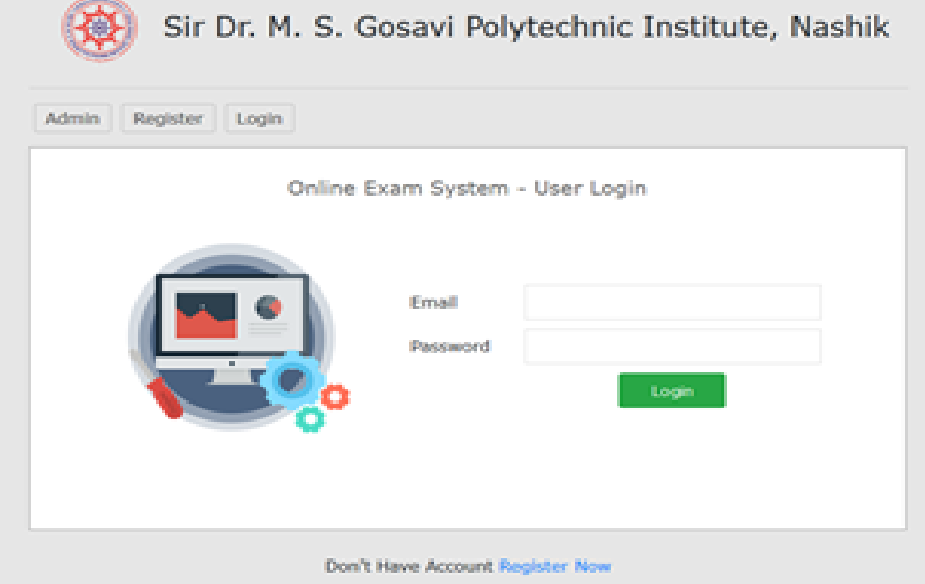 Sir Dr. M. S. Gosavi Polytechnic Institute, Nashik
Admin Register Login
Online Exam System - User Login
Email
Password
Login
Don't Have Account Register Now